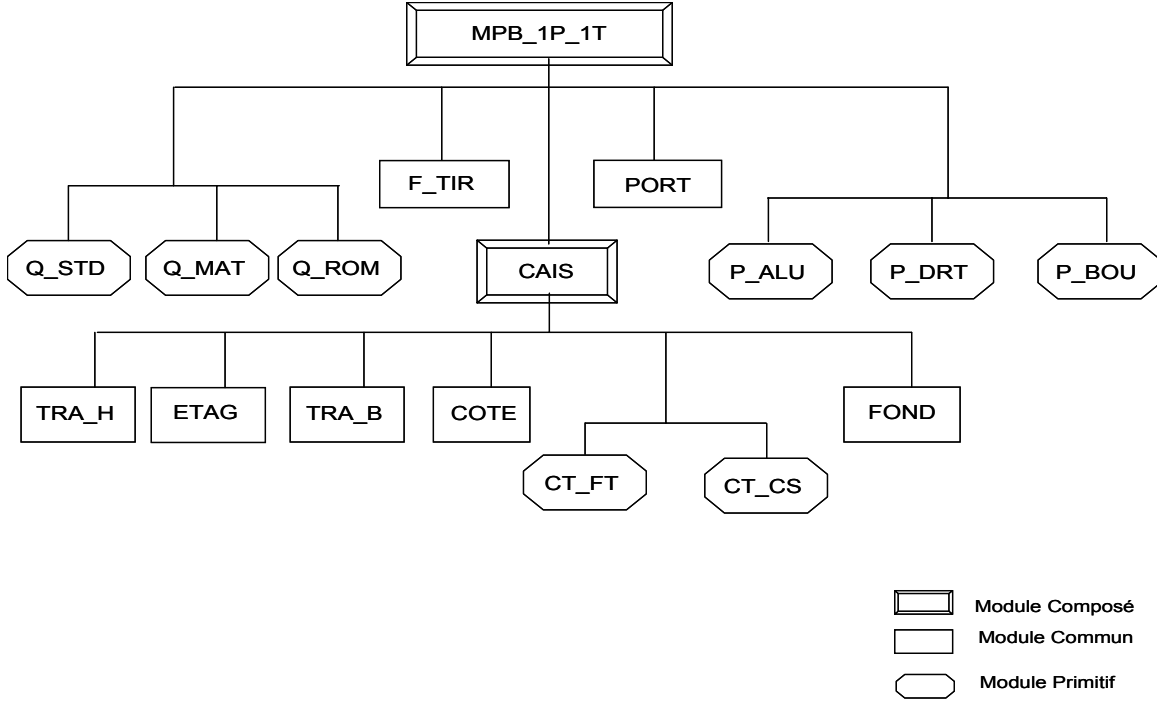 MPB_1P_1T
F_TIR
PORT
Q_STD
Q_MAT
Q_ROM
CAIS
P_ALU
P_DRT
P_BOU
TRA_H
ETAG
TRA_B
COTE
FOND
CT_FT
CT_CS
Module Composé
Module Commun
Module Primitif